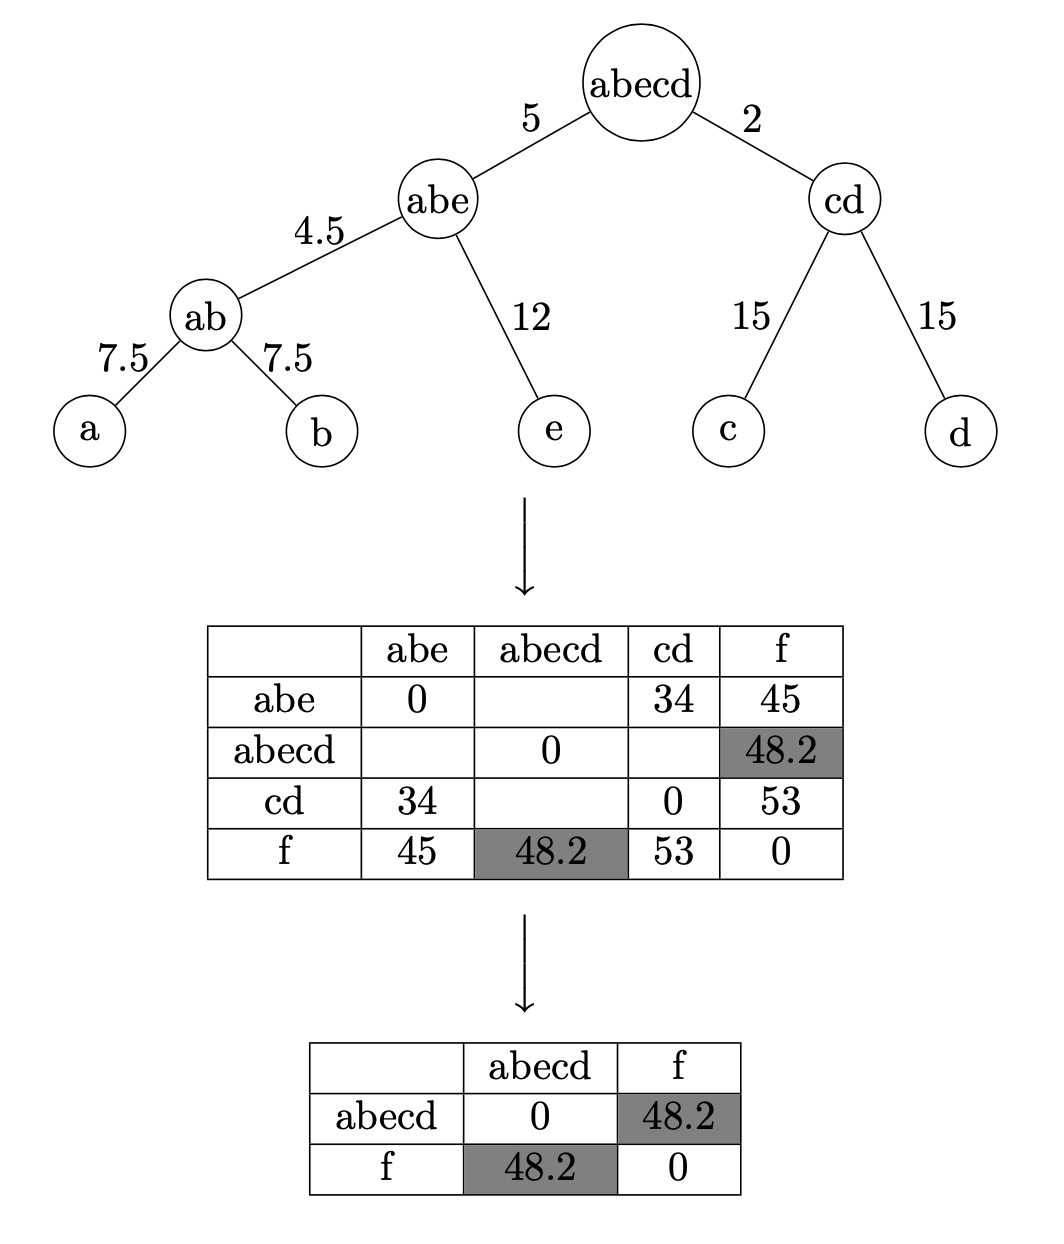 abecd
5 2
abe cd
4.5
ab 12 15 15
7.5 7.5
a b e c d
abe abecd cd f
abe 0 34 45
abecd 0 48.2
cd 34 0 53
f 45 48.2 53 0
abecd f
abecd 0 48.2
f 48.2 0